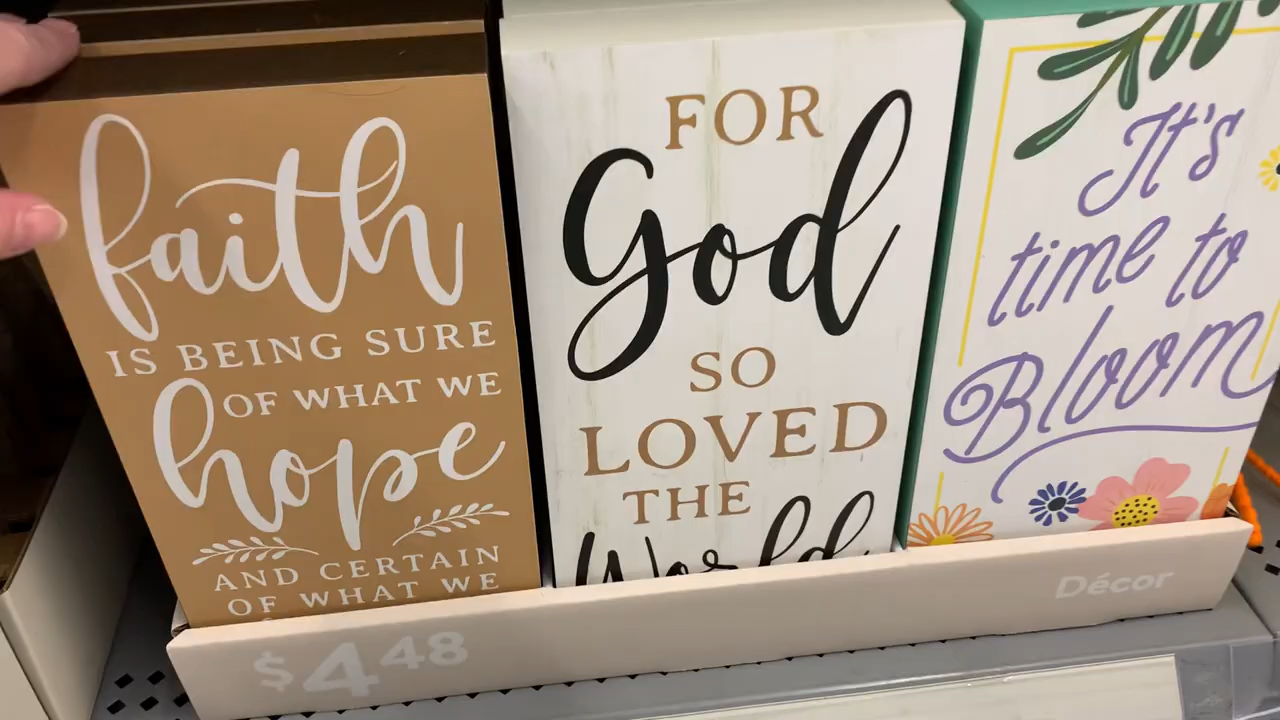 faith
IS BEING SURE
OF WHAT WE
hope
AND CERTAIN
OF WHAT WE
FOR
God
SO
LOVED
THE
World
It's
time to
Bloom
$4.48
Décor